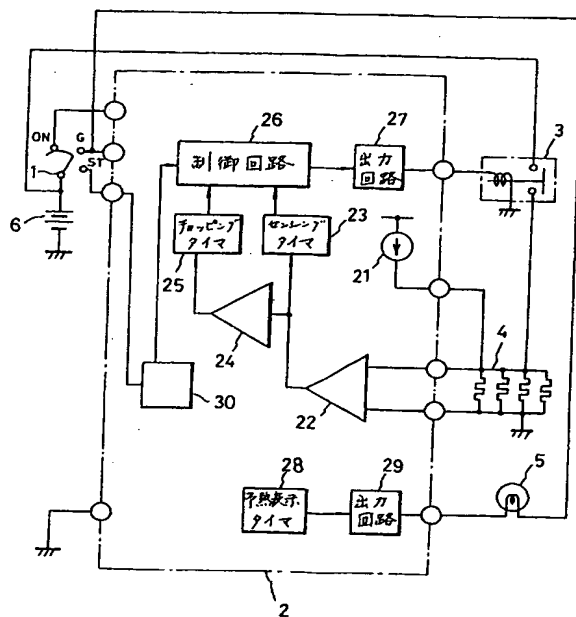 26
27
3
ON
G
1
ST
制御回路
出力
回路
6
チョッピング
タイマ
センシング
タイマ
23
25
21
24
4
30
22
28
29
5
予熱表示
タイマ
出力
回路
2